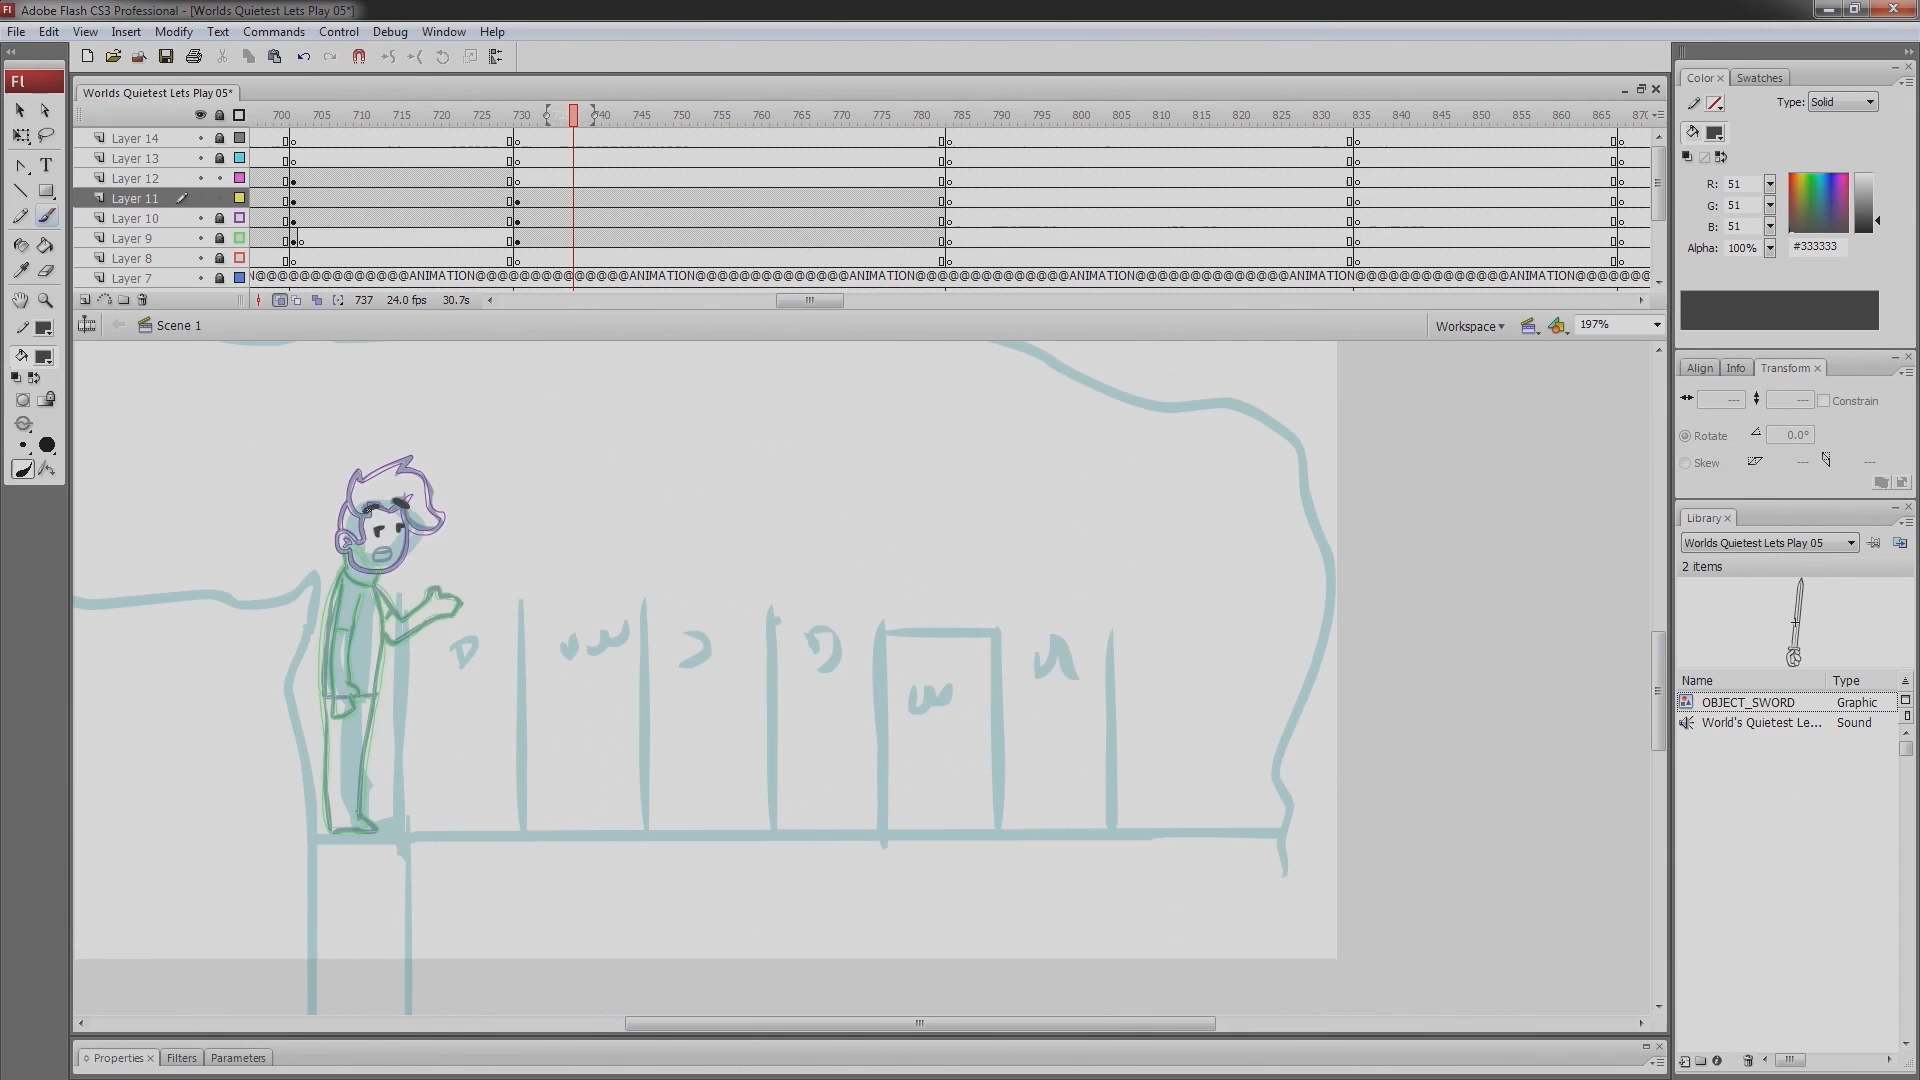 Fl Adobe Flash CS3 Professional - [Worlds Quietest Lets Play 05*]
File Edit View Insert Modify Text Commands Control Debug Window Help
Fl
Worlds Quietest Lets Play 05*
700 705 710 715 720 725 730 740 745 750 755 760 765 770 775 780 785 790 795 800 805 810 815 820 825 830 835 840 845 850 855 860 865 870
Layer 14
Layer 13
Layer 12
Layer 11
Layer 10
Layer 9
Layer 8
Layer 7
N@@@@@@@@@@@@@@ANIMATION@@@@@@@@@@@@@@ANIMATION@@@@@@@@@@@@@@ANIMATION@@@@@@@@@@@@@@ANIMATION@@@@@@@@@@@@@@ANIMATION@@@@@@@@@@@@@@ANIMATION@@@@@@
737 24.0 fps 30.7s
Scene 1
Workspace
197%
Properties Filters Parameters
Color Swatches
Type: Solid
R: 51
G: 51
B: 51
Alpha: 100%
#333333
Align Info Transform
--- --- Constrain
Rotate 0.0°
Skew --- ---
Library
Worlds Quietest Lets Play 05
2 items
Name Type
OBJECT_SWORD Graphic
World's Quietest Le... Sound